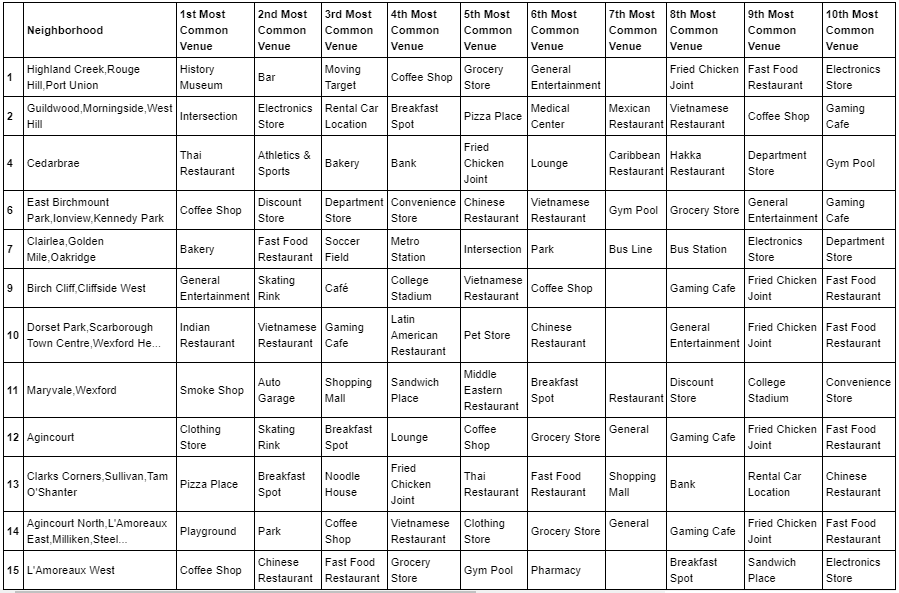 Neighborhood | 1st Most Common Venue | 2nd Most Common Venue | 3rd Most Common Venue | 4th Most Common Venue | 5th Most Common Venue | 6th Most Common Venue | 7th Most Common Venue | 8th Most Common Venue | 9th Most Common Venue | 10th Most Common Venue
1 | Highland Creek,Rouge Hill,Port Union | History Museum | Bar | Moving Target | Coffee Shop | Grocery Store | General Entertainment | | Fried Chicken Joint | Fast Food Restaurant | Electronics Store
2 | Guildwood,Morningside,West Hill | Intersection | Electronics Store | Rental Car Location | Breakfast Spot | Pizza Place | Medical Center | Mexican Restaurant | Vietnamese Restaurant | Coffee Shop | Gaming Cafe
4 | Cedarbrae | Thai Restaurant | Athletics & Sports | Bakery | Bank | Fried Chicken Joint | Lounge | Caribbean Restaurant | Hakka Restaurant | Department Store | Gym Pool
6 | East Birchmount Park,Ionview,Kennedy Park | Coffee Shop | Discount Store | Department Store | Convenience Store | Chinese Restaurant | Vietnamese Restaurant | Gym Pool | Grocery Store | General Entertainment | Gaming Cafe
7 | Clairlea,Golden Mile,Oakridge | Bakery | Fast Food Restaurant | Soccer Field | Metro Station | Intersection | Park | Bus Line | Bus Station | Electronics Store | Department Store
9 | Birch Cliff,Cliffside West | General Entertainment | Skating Rink | Café | College Stadium | Vietnamese Restaurant | Coffee Shop | | Gaming Cafe | Fried Chicken Joint | Fast Food Restaurant
10 | Dorset Park,Scarborough Town Centre,Wexford He... | Indian Restaurant | Vietnamese Restaurant | Gaming Cafe | Latin American Restaurant | Pet Store | Chinese Restaurant | | General Entertainment | Fried Chicken Joint | Fast Food Restaurant
11 | Maryvale,Wexford | Smoke Shop | Auto Garage | Shopping Mall | Sandwich Place | Middle Eastern Restaurant | Breakfast Spot | Restaurant | Discount Store | College Stadium | Convenience Store
12 | Agincourt | Clothing Store | Skating Rink | Breakfast Spot | Lounge | Coffee Shop | Grocery Store | General | Gaming Cafe | Fried Chicken Joint | Fast Food Restaurant
13 | Clarks Corners,Sullivan,Tam O'Shanter | Pizza Place | Breakfast Spot | Noodle House | Fried Chicken Joint | Thai Restaurant | Fast Food Restaurant | Shopping Mall | Bank | Rental Car Location | Chinese Restaurant
14 | Agincourt North,L'Amoreaux East,Milliken,Steel... | Playground | Park | Coffee Shop | Vietnamese Restaurant | Clothing Store | Grocery Store | General | Gaming Cafe | Fried Chicken Joint | Fast Food Restaurant
15 | L'Amoreaux West | Coffee Shop | Chinese Restaurant | Fast Food Restaurant | Grocery Store | Gym Pool | Pharmacy | | Breakfast Spot | Sandwich Place | Electronics Store